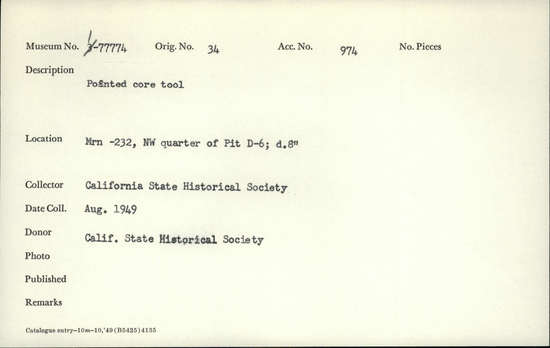 Museum No. 1/-77774 Orig. No. 34 Acc. No. 974 No. Pieces
Description
Pointed core tool
Location Mrn -232, NW quarter of Pit D-6; d.8"
Collector California State Historical Society
Date Coll. Aug. 1949
Donor Calif. State Historical Society
Photo
Published
Remarks
Catalogue entry—10m-10,'49 (B5425) 4135